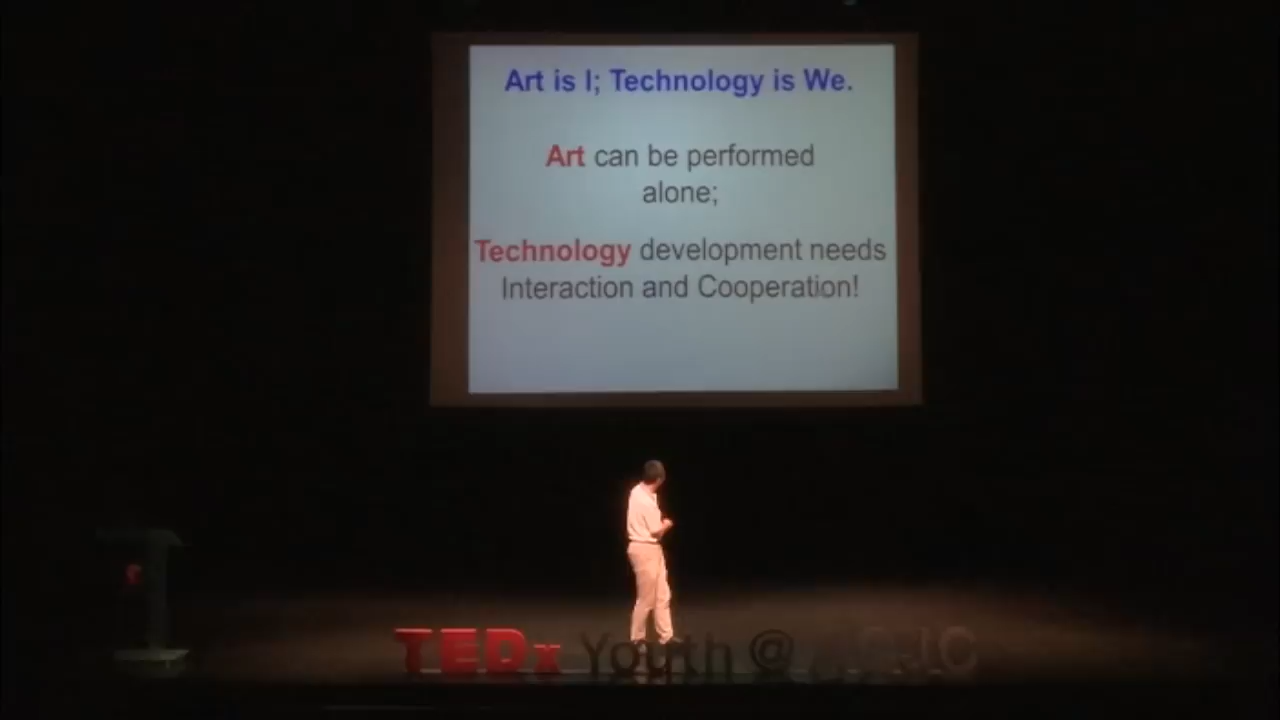 Art is I; Technology is We.
Art can be performed
alone;
Technology development needs
Interaction and Cooperation!
TEDx Youth @